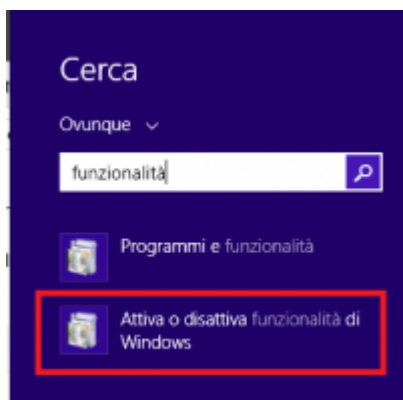 Cerca
Ovunque
funzionalità
Programmi e funzionalità
Attiva o disattiva funzionalità di
Windows